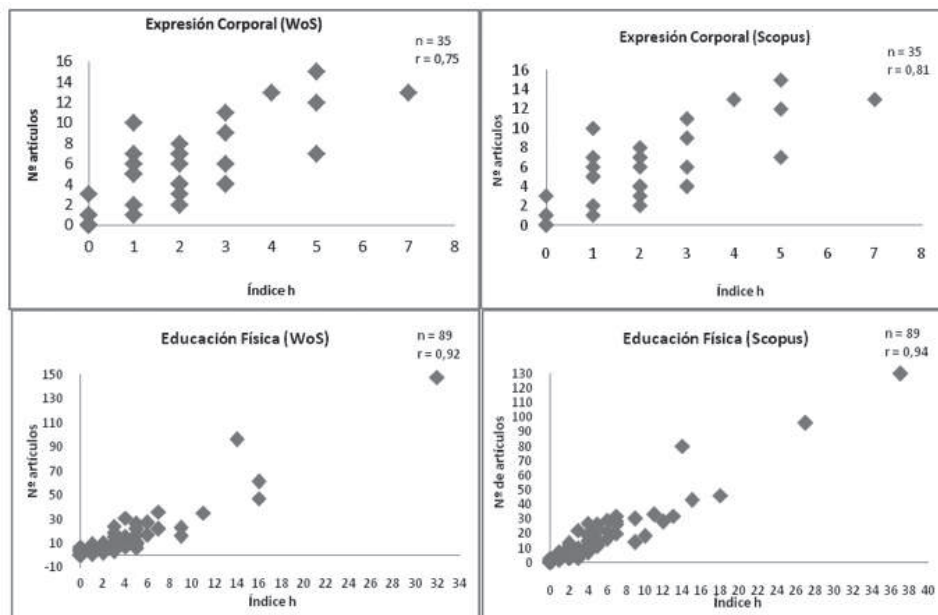 Expresión Corporal (WoS)
n = 35
r = 0,75
Nº artículos
16
14
12
10
8
6
4
2
0
0 1 2 3 4 5 6 7 8
Índice h
Expresión Corporal (Scopus)
n = 35
r = 0,81
Nº artículos
16
14
12
10
8
6
4
2
0
0 1 2 3 4 5 6 7 8
Índice h
Educación Física (WoS)
n = 89
r = 0,92
Nº artículos
150
130
110
90
70
50
30
10
-10
0 2 4 6 8 10 12 14 16 18 20 22 24 26 28 30 32 34
Índice h
Educación Física (Scopus)
n = 89
r = 0,94
Nº de artículos
130
120
110
100
90
80
70
60
50
40
30
20
10
0
0 2 4 6 8 10 12 14 16 18 20 22 24 26 28 30 32 34 36 38 40
Índice h